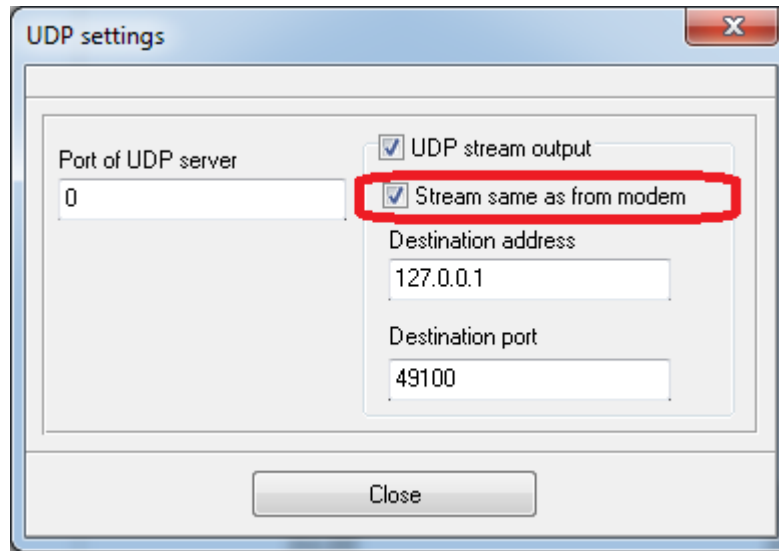 UDP settings
Port of UDP server
0
UDP stream output
Stream same as from modem
Destination address
127.0.0.1
Destination port
49100
Close